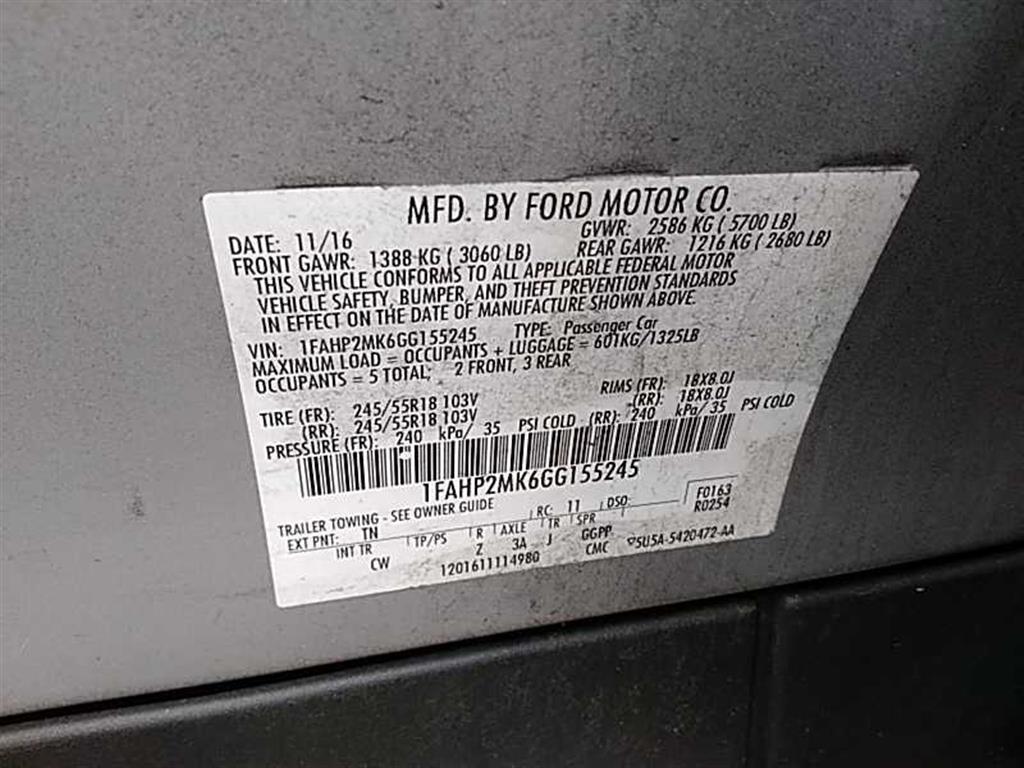 MFD. BY FORD MOTOR CO.
DATE: 11/16 GVWR: 2586 KG ( 5700 LB)
FRONT GAWR: 1388 KG ( 3060 LB) REAR GAWR: 1216 KG ( 2680 LB)
THIS VEHICLE CONFORMS TO ALL APPLICABLE FEDERAL MOTOR
VEHICLE SAFETY, BUMPER, AND THEFT PREVENTION STANDARDS
IN EFFECT ON THE DATE OF MANUFACTURE SHOWN ABOVE.
VIN: 1FAHP2MK6GG155245 TYPE: Passenger Car
MAXIMUM LOAD = OCCUPANTS + LUGGAGE = 601KG/1325LB
OCCUPANTS = 5 TOTAL; 2 FRONT, 3 REAR
TIRE (FR): 245/55R18 103V RIMS (FR): 18X8.0J
(RR): 245/55R18 103V (RR): 18X8.0J
PRESSURE (FR): 240 kPa/ 35 PSI COLD (RR): 240 kPa/ 35 PSI COLD
1FAHP2MK6GG155245
TRAILER TOWING - SEE OWNER GUIDE RC: 11 DSO: F0163
EXT PNT: TN R0254
INT TR TP/PS R AXLE TR SPR
CW Z 3A J GGPP
1201611114980 CMC 5U5A-5420472-AA